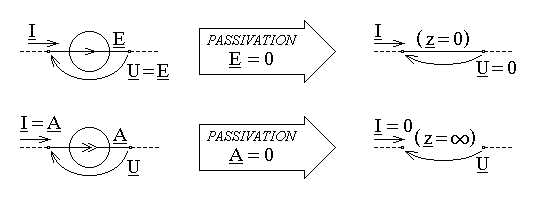 I E PASSIVATION I (z=0)
U=E E = 0 U=0
I=A A PASSIVATION I = 0 (z=∞)
U A = 0 U